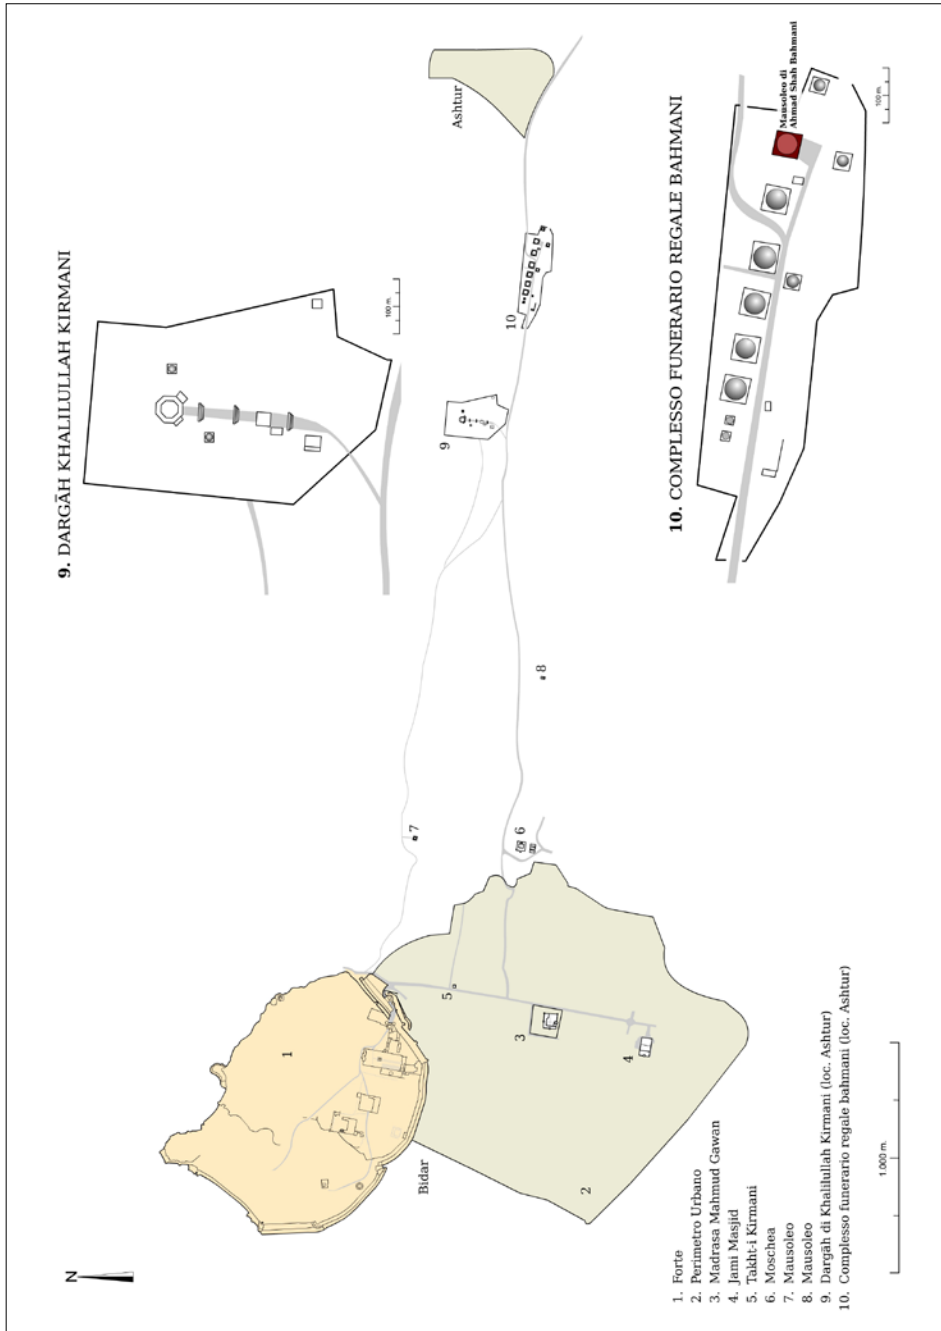 9. DARGĀH KHALILULLAH KIRMANI
100 m.
Ashtur
10. COMPLESSO FUNERARIO REGALE BAHMANI
Mausoleo di
Ahmad Shah Bahmani
100 m.
10
9
8
7
6
5
4
3
2
1
Bidar
N
1. Forte
2. Perimetro Urbano
3. Madrasa Mahmud Gawan
4. Jami Masjid
5. Takht-i Kirmani
6. Moschea
7. Mausoleo
8. Mausoleo
9. Dargāh di Khalilullah Kirmani (loc. Ashtur)
10. Complesso funerario regale bahmani (loc. Ashtur)
1.000 m.